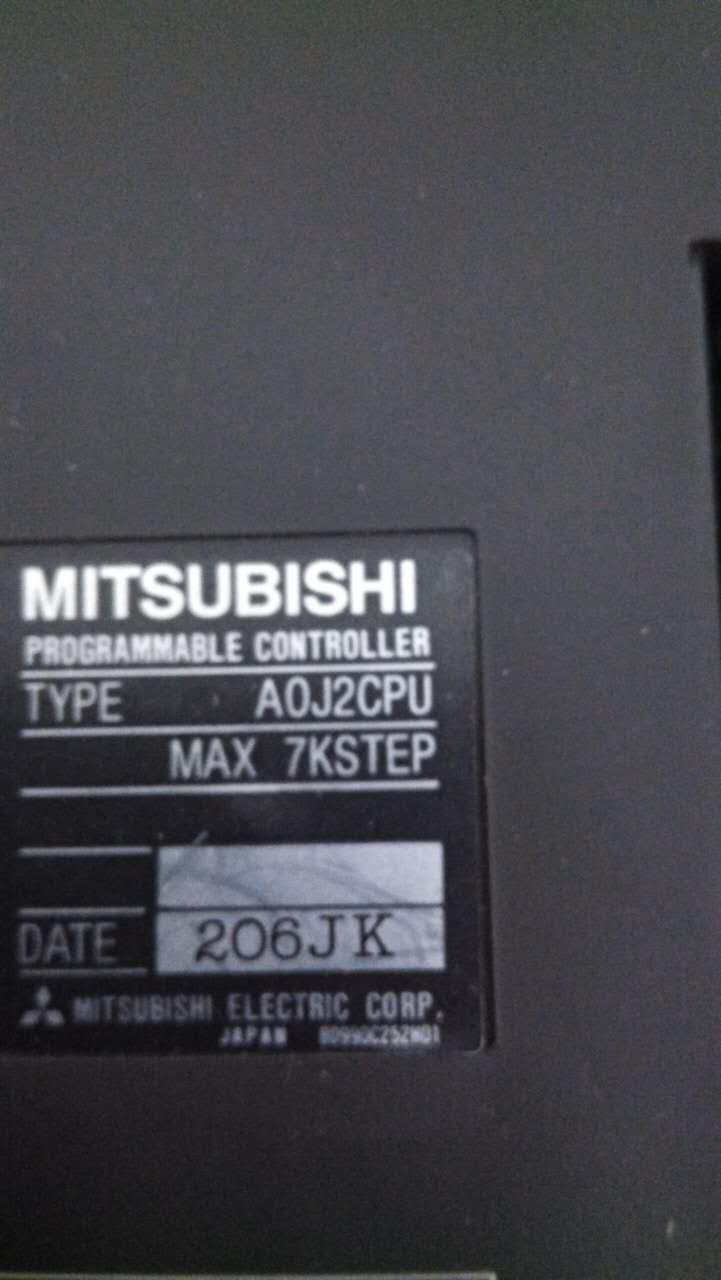 MITSUBISHI
PROGRAMMABLE CONTROLLER
TYPE A0J2CPU
MAX 7KSTEP
DATE 206JK
MITSUBISHI ELECTRIC CORP.
JAPAN